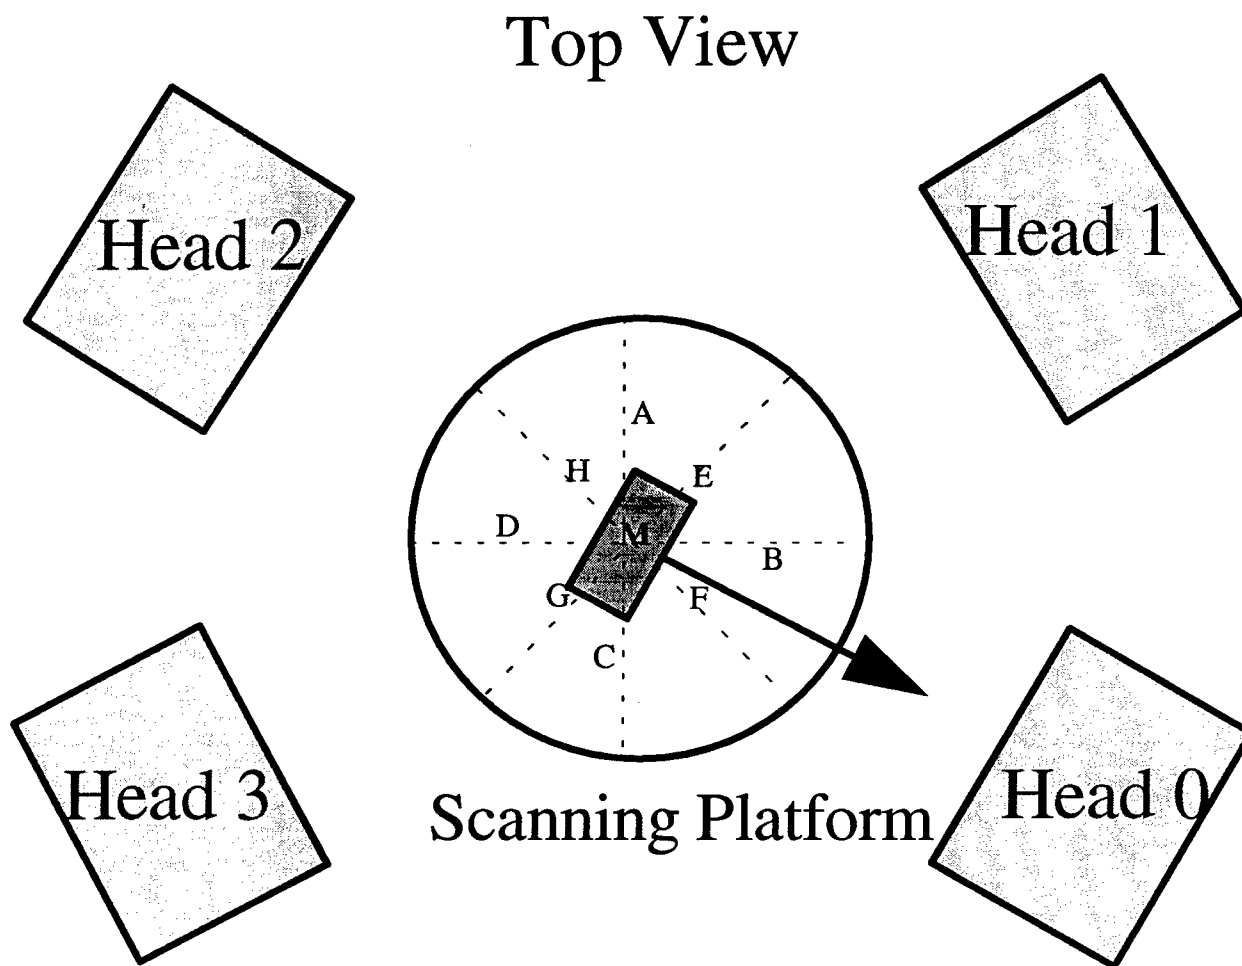 Top View
Head 2
Head 1
A
H
E
D
M
B
G
F
C
Head 3
Head 0
Scanning Platform